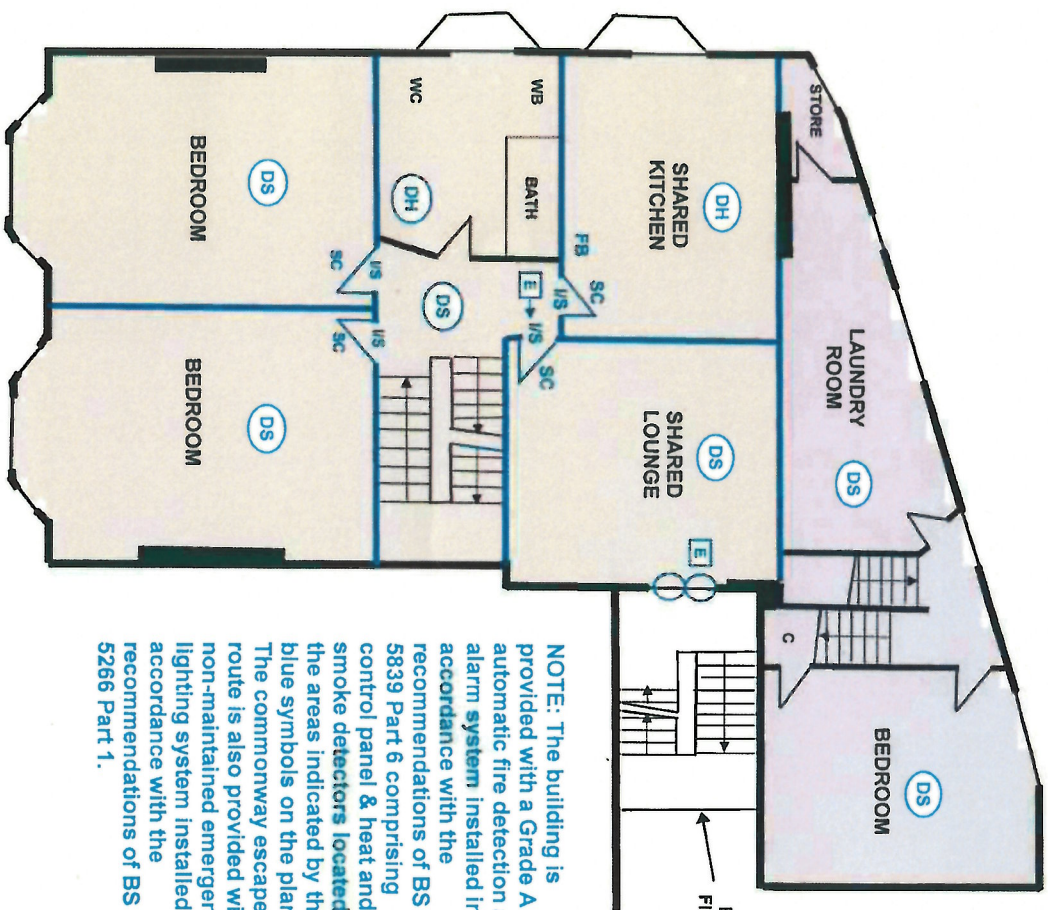 DS
BEDROOM
C
DS
LAUNDRY
ROOM
STORE
DH
SHARED
KITCHEN
FB
SC
I/S
DS
SHARED
LOUNGE
E
SC
I/S
E
WB
BATH
WC
DH
DS
I/S
SC
I/S
SC
DS
BEDROOM
DS
BEDROOM
NOTE: The building is
provided with a Grade A
automatic fire detection
alarm system installed
accordance with the
recommendations of BS
5839 Part 6 comprising
control panel & heat and
smoke detectors located
the areas indicated by
blue symbols on the plan
The commonway escape
route is also provided
non-maintained
lighting system installed
accordance with the
recommendations of BS
5266 Part 1.